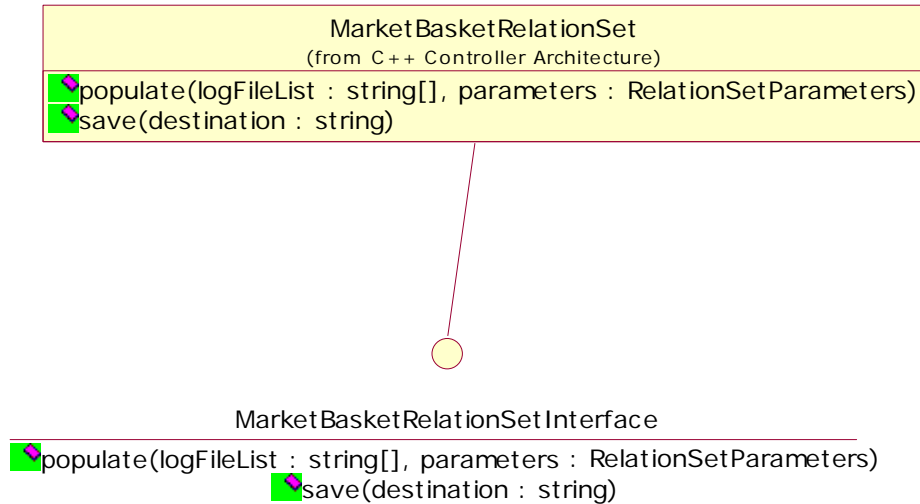 MarketBasketRelationSet
(from C++ Controller Architecture)
populate(logFileList : string[], parameters : RelationSetParameters)
save(destination : string)
MarketBasketRelationSetInterface
populate(logFileList : string[], parameters : RelationSetParameters)
save(destination : string)